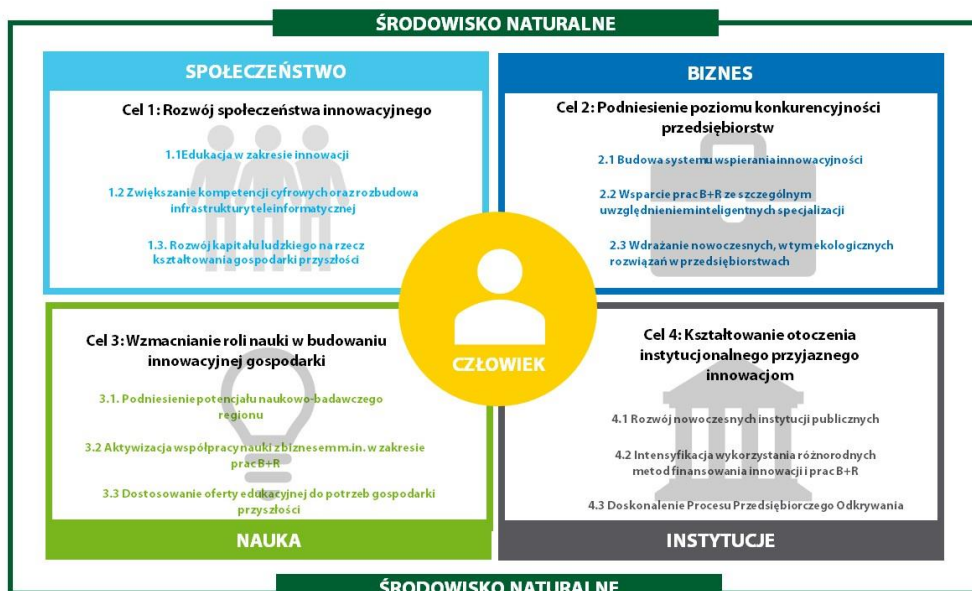 ŚRODOWISKO NATURALNE
SPOŁECZEŃSTWO
Cel 1: Rozwój społeczeństwa innowacyjnego
1.1Edukacja w zakresie innowacji
1.2 Zwiększanie kompetencji cyfrowych oraz rozbudowa
infrastruktury teleinformatycznej
1.3. Rozwój kapitału ludzkiego na rzecz
kształtowania gospodarki przyszłości
BIZNES
Cel 2: Podniesienie poziomu konkurencyjności
przedsiębiorstw
2.1 Budowa systemu wspierania innowacyjności
2.2 Wsparcie prac B+R ze szczególnym
uwzględnieniem inteligentnych specjalizacji
2.3 Wdrażanie nowoczesnych, w tym ekologicznych
rozwiązań w przedsiębiorstwach
CZŁOWIEK
Cel 3: Wzmacnianie roli nauki w budowaniu
innowacyjnej gospodarki
3.1. Podniesienie potencjału naukowo-badawczego
regionu
3.2 Aktywizacja współpracy nauki z biznesem m.in. w zakresie
prac B+R
3.3 Dostosowanie oferty edukacyjnej do potrzeb gospodarki
przyszłości
NAUKA
Cel 4: Kształtowanie otoczenia
instytucjonalnego przyjaznego
innowacjom
4.1 Rozwój nowoczesnych instytucji publicznych
4.2 Intensyfikacja wykorzystania różnorodnych
metod finansowania innowacji i prac B+R
4.3 Doskonalenie Procesu Przedsiębiorczego Odkrywania
INSTYTUCJE
ŚRODOWISKO NATURALNE